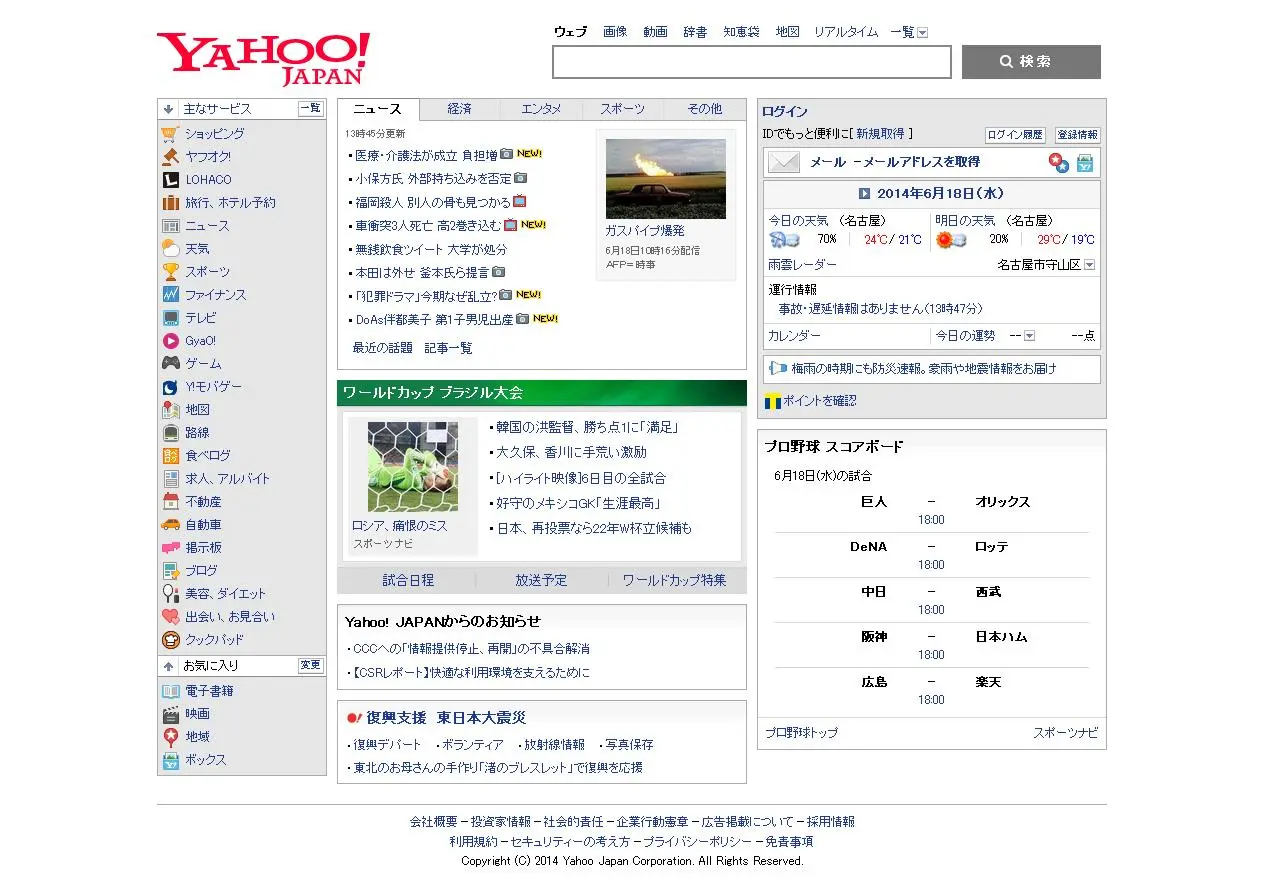 YAHOO!
JAPAN
ウェブ 画像 動画 辞書 知恵袋 地図 リアルタイム 一覧
検索
主なサービス 一覧
ショッピング
ヤフオク!
LOHACO
旅行、ホテル予約
ニュース
天気
スポーツ
ファイナンス
テレビ
GyaO!
ゲーム
Y!モバゲー
地図
路線
食べログ
求人、アルバイト
不動産
自動車
掲示板
ブログ
美容、ダイエット
出会い、お見合い
クックパッド
お気に入り 変更
電子書籍
映画
地域
ボックス
ニュース 経済 エンタメ スポーツ その他
13時45分更新
医療・介護法が成立 負担増 NEW!
小保方氏 外部持ち込みを否定
福岡殺人 別人の骨も見つかる
車衝突3人死亡 高2巻き込む NEW!
無銭飲食ツイート 大学が処分
本田は外せ 釜本氏ら提言
「犯罪ドラマ」今期なぜ乱立? NEW!
DoAs伴都美子 第1子男児出産 NEW!
最近の話題 記事一覧
ガスパイプ爆発
6月18日10時16分配信
AFP=時事
ワールドカップ ブラジル大会
ロシア、痛恨のミス
スポーツナビ
韓国の洪監督、勝ち点1に「満足」
大久保、香川に手荒い激励
[ハイライト映像]6日目の全試合
好守のメキシコGK「生涯最高」
日本、再投票なら22年W杯立候補も
試合日程 放送予定 ワールドカップ特集
Yahoo! JAPANからのお知らせ
・CCCへの「情報提供停止、再開」の不具合解消
・【CSRレポート】快適な利用環境を支えるために
復興支援 東日本大震災
・復興デパート ・ボランティア ・放射線情報 ・写真保存
・東北のお母さんの手作り「渚のブレスレット」で復興を応援
ログイン
IDでもっと便利に[ 新規取得 ] ログイン履歴 登録情報
メール －メールアドレスを取得
2014年6月18日(水)
今日の天気 (名古屋) 明日の天気 (名古屋)
70% 24℃/ 21℃ 20% 29℃/ 19℃
雨雲レーダー 名古屋市守山区
運行情報
事故・遅延情報はありません(13時47分)
カレンダー 今日の運勢 -- --点
梅雨の時期にも防災速報。豪雨や地震情報をお届け
ポイントを確認
プロ野球 スコアボード
6月18日(水)の試合
巨人 － オリックス
18:00
DeNA － ロッテ
18:00
中日 － 西武
18:00
阪神 － 日本ハム
18:00
広島 － 楽天
18:00
プロ野球トップ スポーツナビ
会社概要－投資家情報－社会的責任－企業行動憲章－広告掲載について－採用情報
利用規約－セキュリティーの考え方－プライバシーポリシー－免責事項
Copyright (C) 2014 Yahoo Japan Corporation. All Rights Reserved.